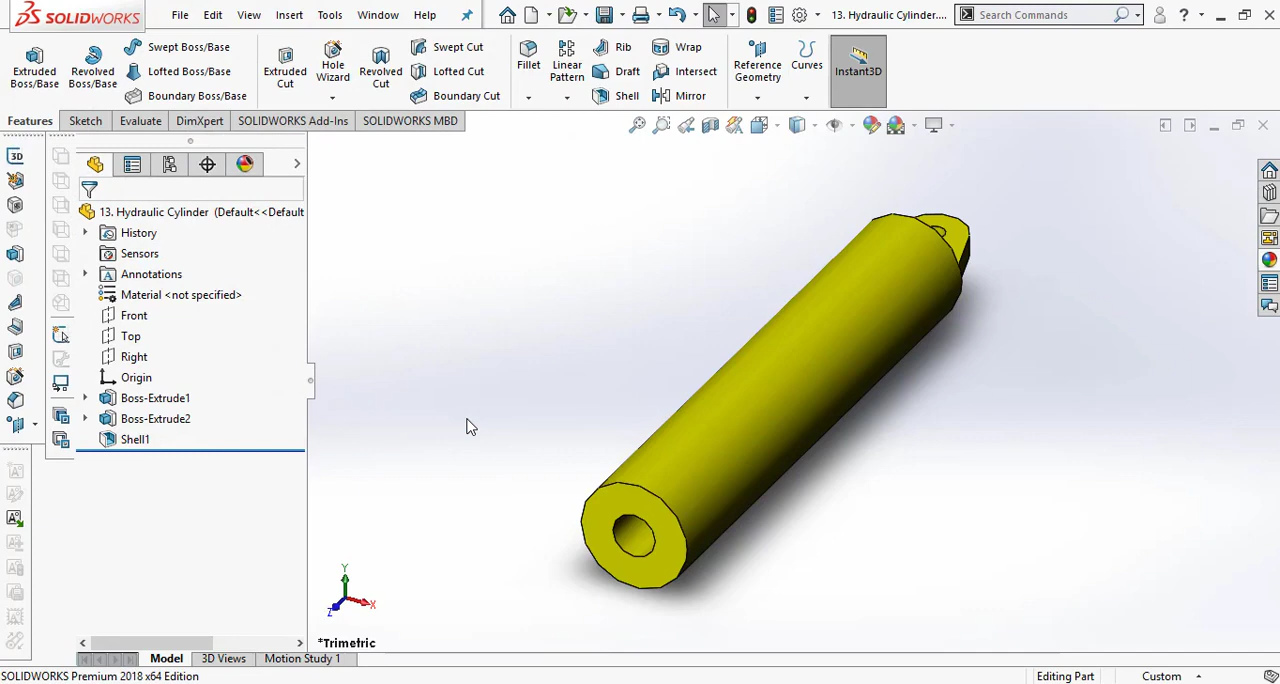 SOLIDWORKS File Edit View Insert Tools Window Help 13. Hydraulic Cylinder.... Search Commands
Extruded Boss/Base
Revolved Boss/Base
Swept Boss/Base
Lofted Boss/Base
Boundary Boss/Base
Extruded Cut
Hole Wizard
Revolved Cut
Swept Cut
Lofted Cut
Boundary Cut
Fillet
Linear Pattern
Rib
Draft
Shell
Wrap
Intersect
Mirror
Reference Geometry
Curves
Instant3D
Features Sketch Evaluate DimXpert SOLIDWORKS Add-Ins SOLIDWORKS MBD
3D
13. Hydraulic Cylinder (Default<<Default
History
Sensors
Annotations
Material <not specified>
Front
Top
Right
Origin
Boss-Extrude1
Boss-Extrude2
Shell1
Y
X
Z
*Trimetric
Model 3D Views Motion Study 1
SOLIDWORKS Premium 2018 x64 Edition Editing Part Custom